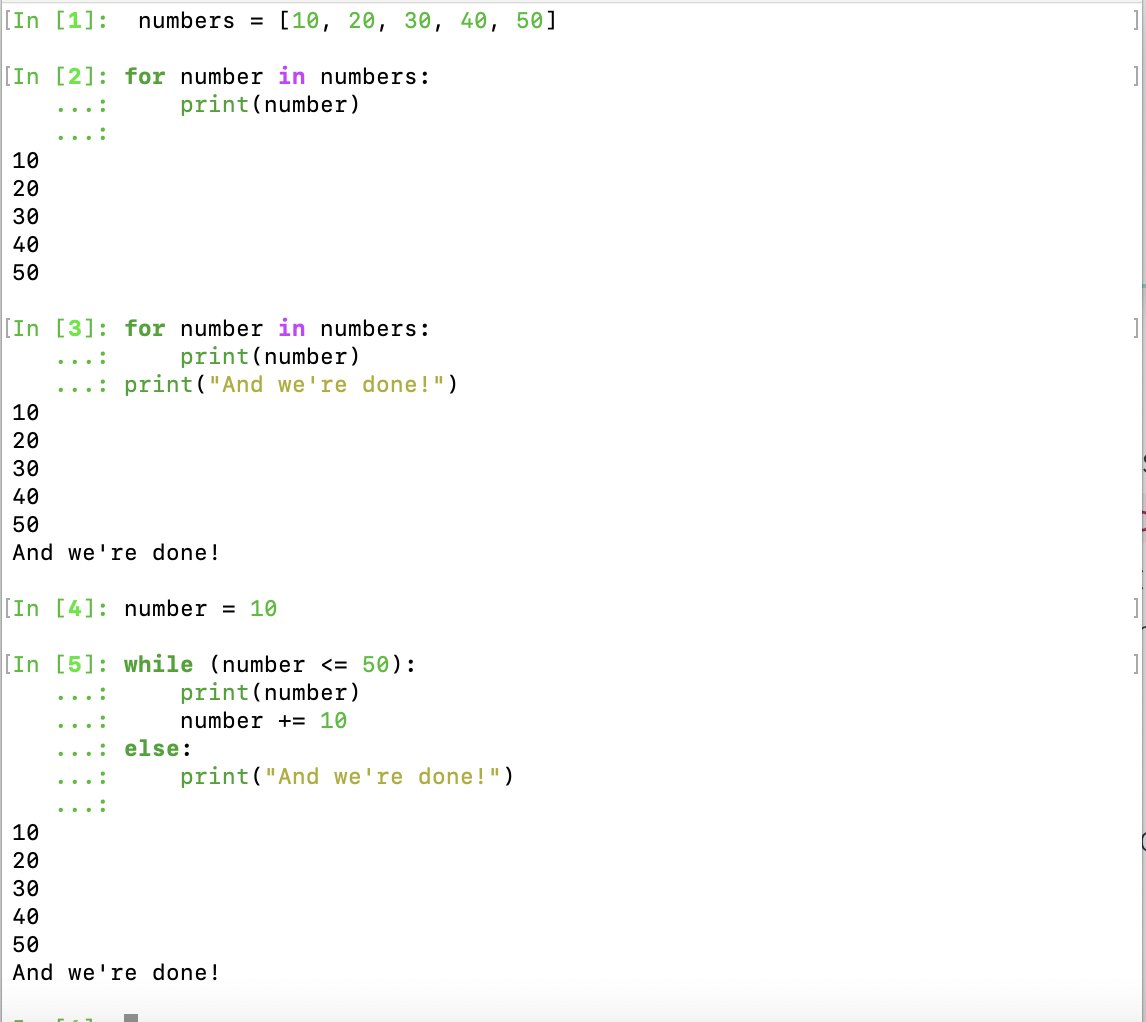 In [1]:  numbers = [10, 20, 30, 40, 50]
In [2]: for number in numbers:
   ...:     print(number)
   ...:
10
20
30
40
50
In [3]: for number in numbers:
   ...:     print(number)
   ...: print("And we're done!")
10
20
30
40
50
And we're done!
In [4]: number = 10
In [5]: while (number <= 50):
   ...:     print(number)
   ...:     number += 10
   ...: else:
   ...:     print("And we're done!")
   ...:
10
20
30
40
50
And we're done!